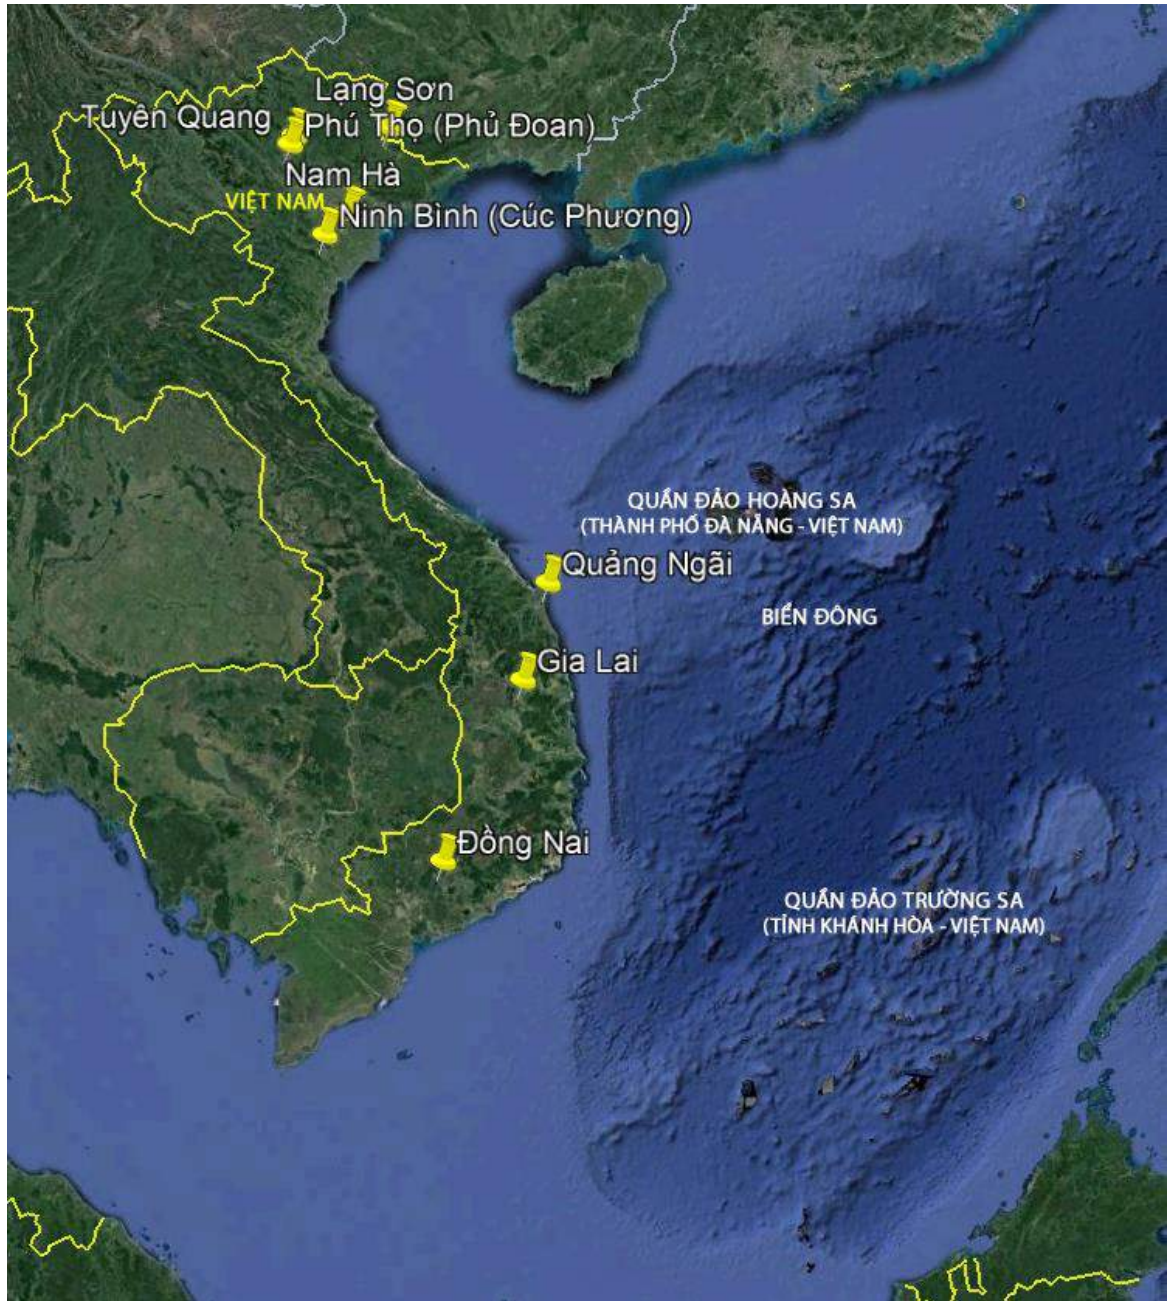 Lạng Sơn
Tuyên Quang
Phú Thọ (Phủ Đoan)
Nam Hà
VIỆT NAM
Ninh Bình (Cúc Phương)
QUẦN ĐẢO HOÀNG SA
(THÀNH PHỐ ĐÀ NẴNG - VIỆT NAM)
Quảng Ngãi
BIỂN ĐÔNG
Gia Lai
Đồng Nai
QUẦN ĐẢO TRƯỜNG SA
(TỈNH KHÁNH HÒA - VIỆT NAM)